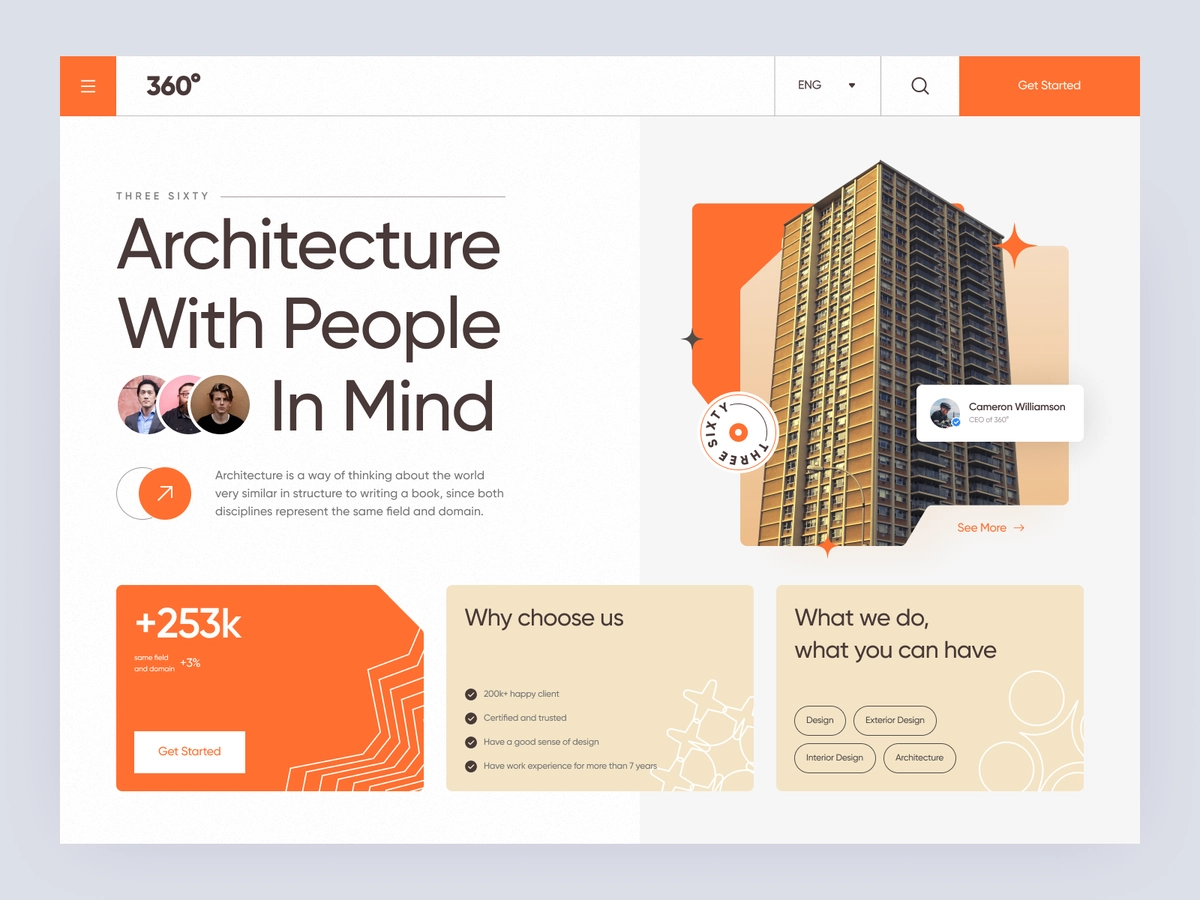 360°
ENG
Get Started
THREE SIXTY
Architecture
With People
In Mind
Architecture is a way of thinking about the world
very similar in structure to writing a book, since both
disciplines represent the same field and domain.
THREE SIXTY
Cameron Williamson
CEO of 360°
See More
+253k
same field
and domain
+3%
Get Started
Why choose us
200k+ happy client
Certified and trusted
Have a good sense of design
Have work experience for more than 7 years
What we do,
what you can have
Design
Exterior Design
Interior Design
Architecture